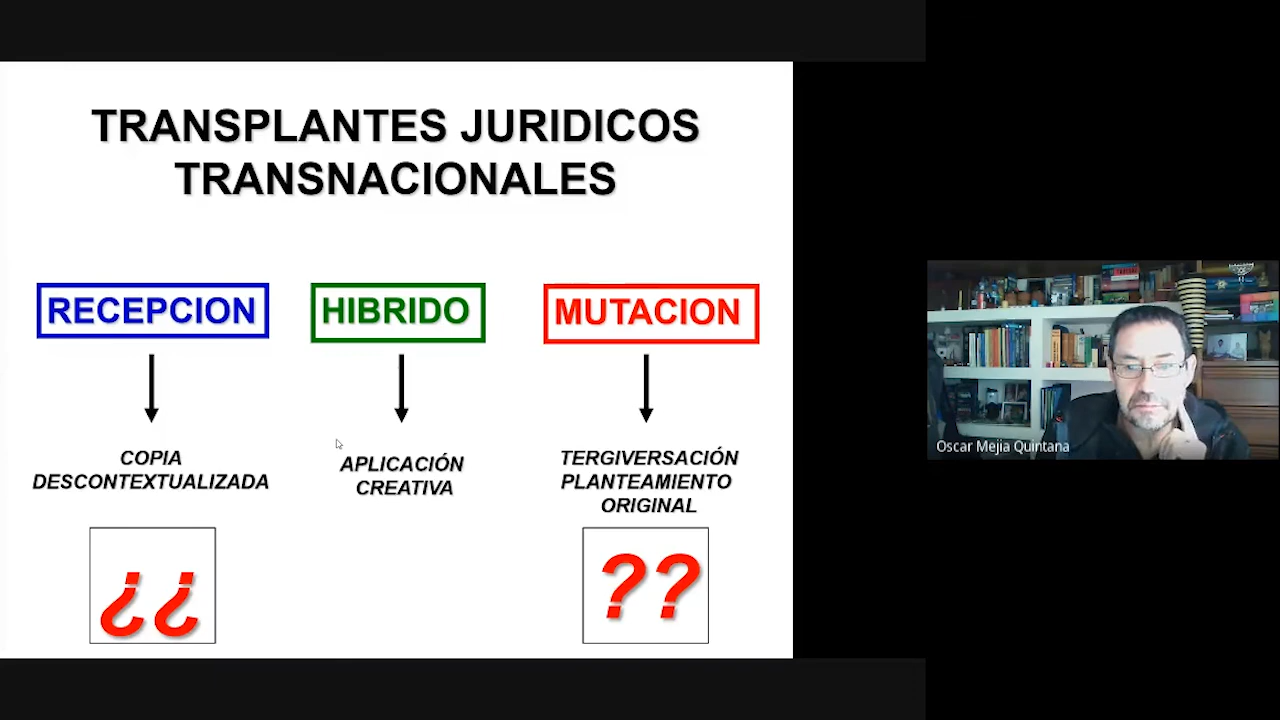 TRANSPLANTES JURIDICOS
TRANSNACIONALES
RECEPCION
HIBRIDO
MUTACION
COPIA
DESCONTEXTUALIZADA
APLICACIÓN
CREATIVA
TERGIVERSACIÓN
PLANTEAMIENTO
ORIGINAL
¿¿
??
Oscar Mejia Quintana